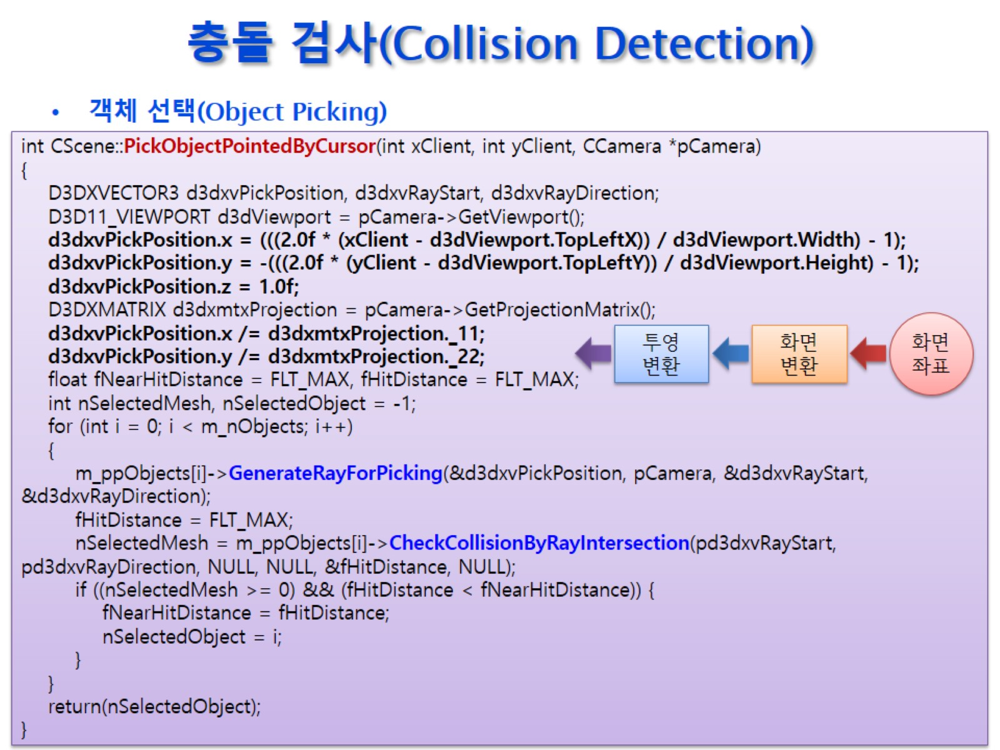 충돌 검사(Collision Detection)
• 객체 선택(Object Picking)
int CScene::PickObjectPointedByCursor(int xClient, int yClient, CCamera *pCamera)
{
D3DXVECTOR3 d3dxvPickPosition, d3dxvRayStart, d3dxvRayDirection;
D3D11_VIEWPORT d3dViewport = pCamera->GetViewport();
d3dxvPickPosition.x = (((2.0f * (xClient - d3dViewport.TopLeftX)) / d3dViewport.Width) - 1);
d3dxvPickPosition.y = -(((2.0f * (yClient - d3dViewport.TopLeftY)) / d3dViewport.Height) - 1);
d3dxvPickPosition.z = 1.0f;
D3DXMATRIX d3dxmtxProjection = pCamera->GetProjectionMatrix();
d3dxvPickPosition.x /= d3dxmtxProjection._11;
d3dxvPickPosition.y /= d3dxmtxProjection._22;
투영
변환
화면
변환
화면
좌표
float fNearHitDistance = FLT_MAX, fHitDistance = FLT_MAX;
int nSelectedMesh, nSelectedObject = -1;
for (int i = 0; i < m_nObjects; i++)
{
m_ppObjects[i]->GenerateRayForPicking(&d3dxvPickPosition, pCamera, &d3dxvRayStart,
&d3dxvRayDirection);
fHitDistance = FLT_MAX;
nSelectedMesh = m_ppObjects[i]->CheckCollisionByRayIntersection(pd3dxvRayStart,
pd3dxvRayDirection, NULL, NULL, &fHitDistance, NULL);
if ((nSelectedMesh >= 0) && (fHitDistance < fNearHitDistance)) {
fNearHitDistance = fHitDistance;
nSelectedObject = i;
}
}
return(nSelectedObject);
}